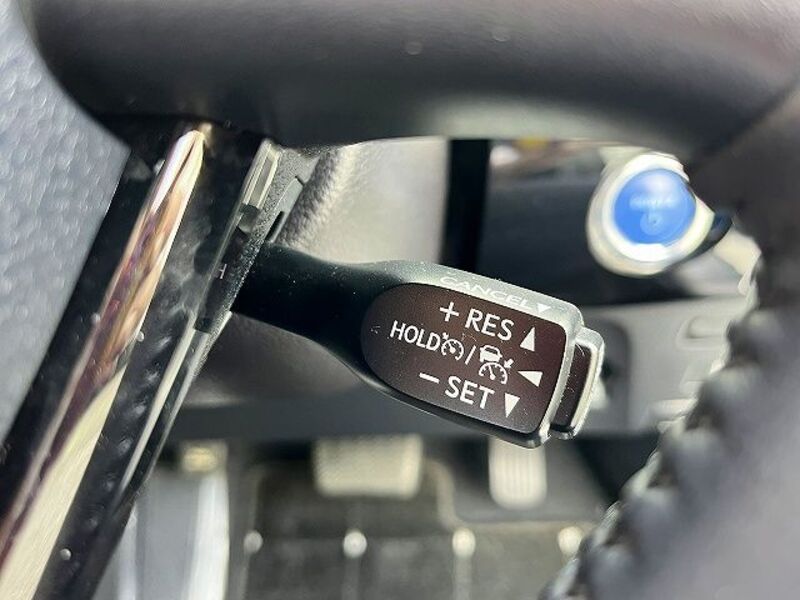 CANCEL▼
+ RES ▲
HOLD /
− SET ▼